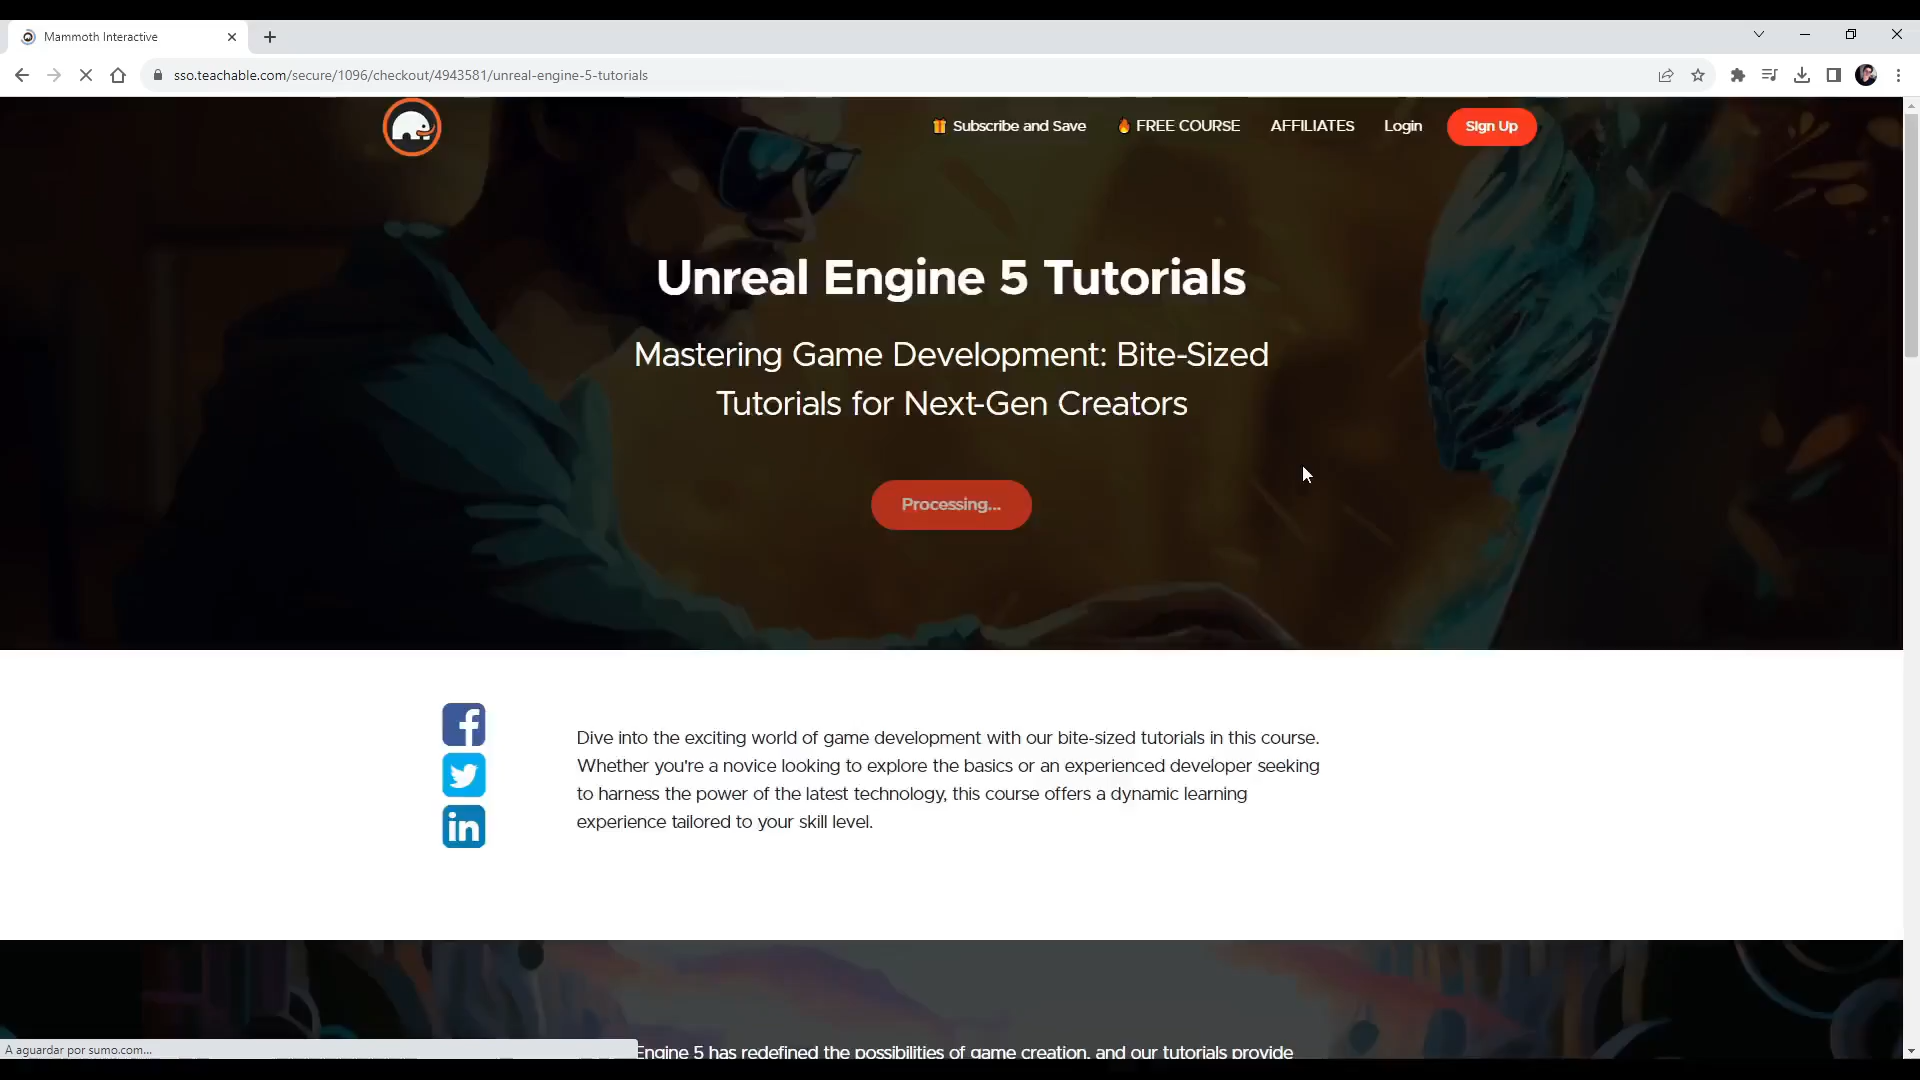 Mammoth Interactive
sso.teachable.com/secure/1096/checkout/4943581/unreal-engine-5-tutorials
Subscribe and Save
FREE COURSE
AFFILIATES
Login
Sign Up
Unreal Engine 5 Tutorials
Mastering Game Development: Bite-Sized
Tutorials for Next-Gen Creators
Processing...
Dive into the exciting world of game development with our bite-sized tutorials in this course.
Whether you're a novice looking to explore the basics or an experienced developer seeking
to harness the power of the latest technology, this course offers a dynamic learning
experience tailored to your skill level.
Engine 5 has redefined the possibilities of game creation, and our tutorials provide
A aguardar por sumo.com...